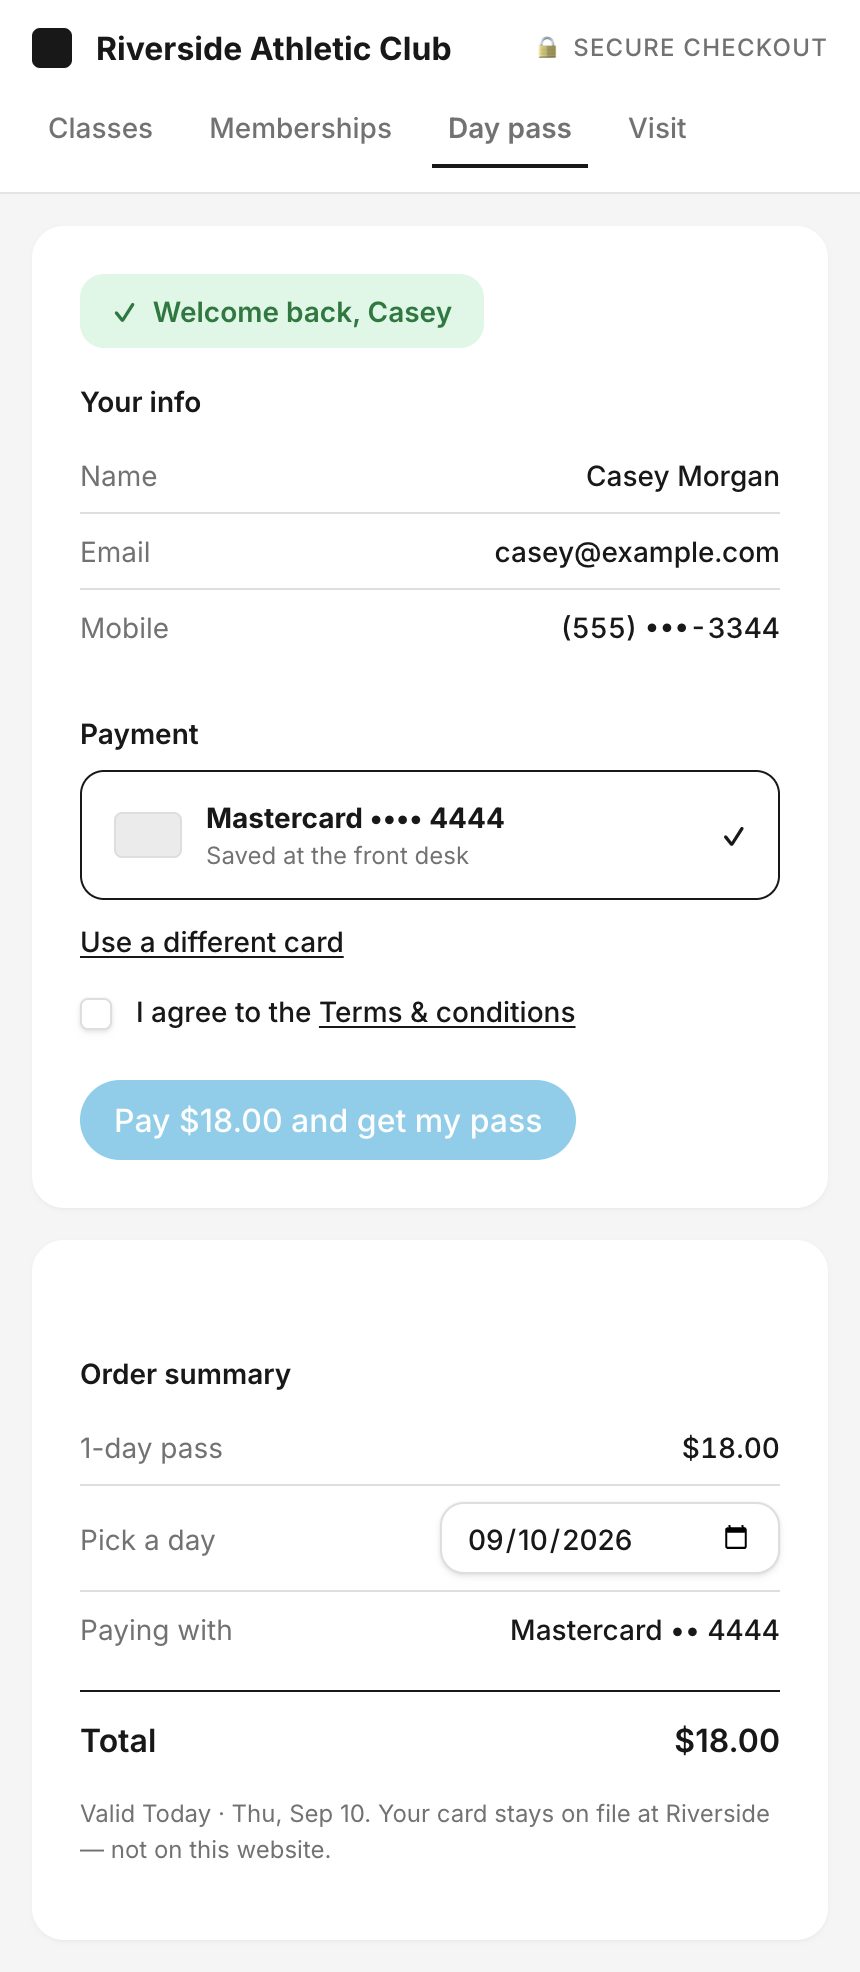 Riverside Athletic Club
🔒 SECURE CHECKOUT
Classes
Memberships
Day pass
Visit
✓ Welcome back, Casey
Your info
Name
Casey Morgan
Email
casey@example.com
Mobile
(555) •••-3344
Payment
Mastercard •••• 4444
Saved at the front desk
Use a different card
I agree to the Terms & conditions
Pay $18.00 and get my pass
Order summary
1-day pass
$18.00
Pick a day
09/10/2026
Paying with
Mastercard •• 4444
Total
$18.00
Valid Today · Thu, Sep 10. Your card stays on file at Riverside
— not on this website.